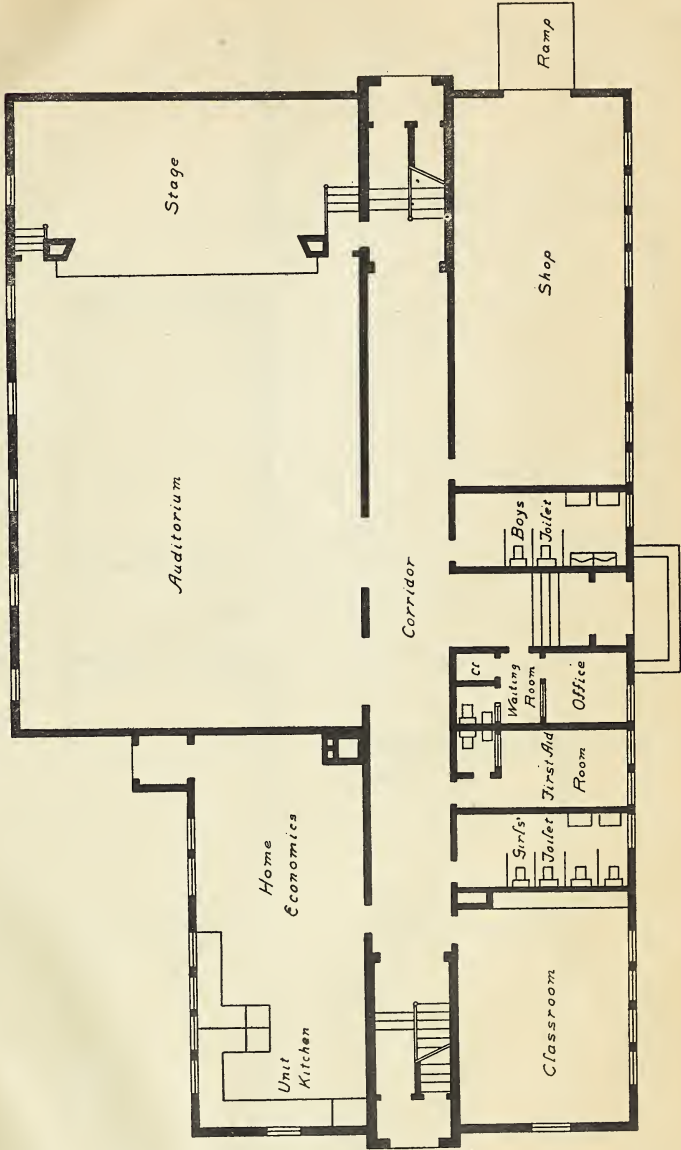 Ramp
Stage
Shop
Auditorium
Boys
Toilet
Corridor
Cl
Waiting
Room
Office
First Aid
Room
Girls'
Toilet
Home
Economics
Unit
Kitchen
Classroom